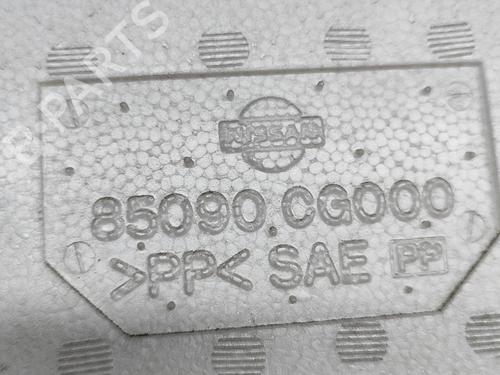 B-PARTS
NISSAN
85090 CG000
>PP< SAE PP